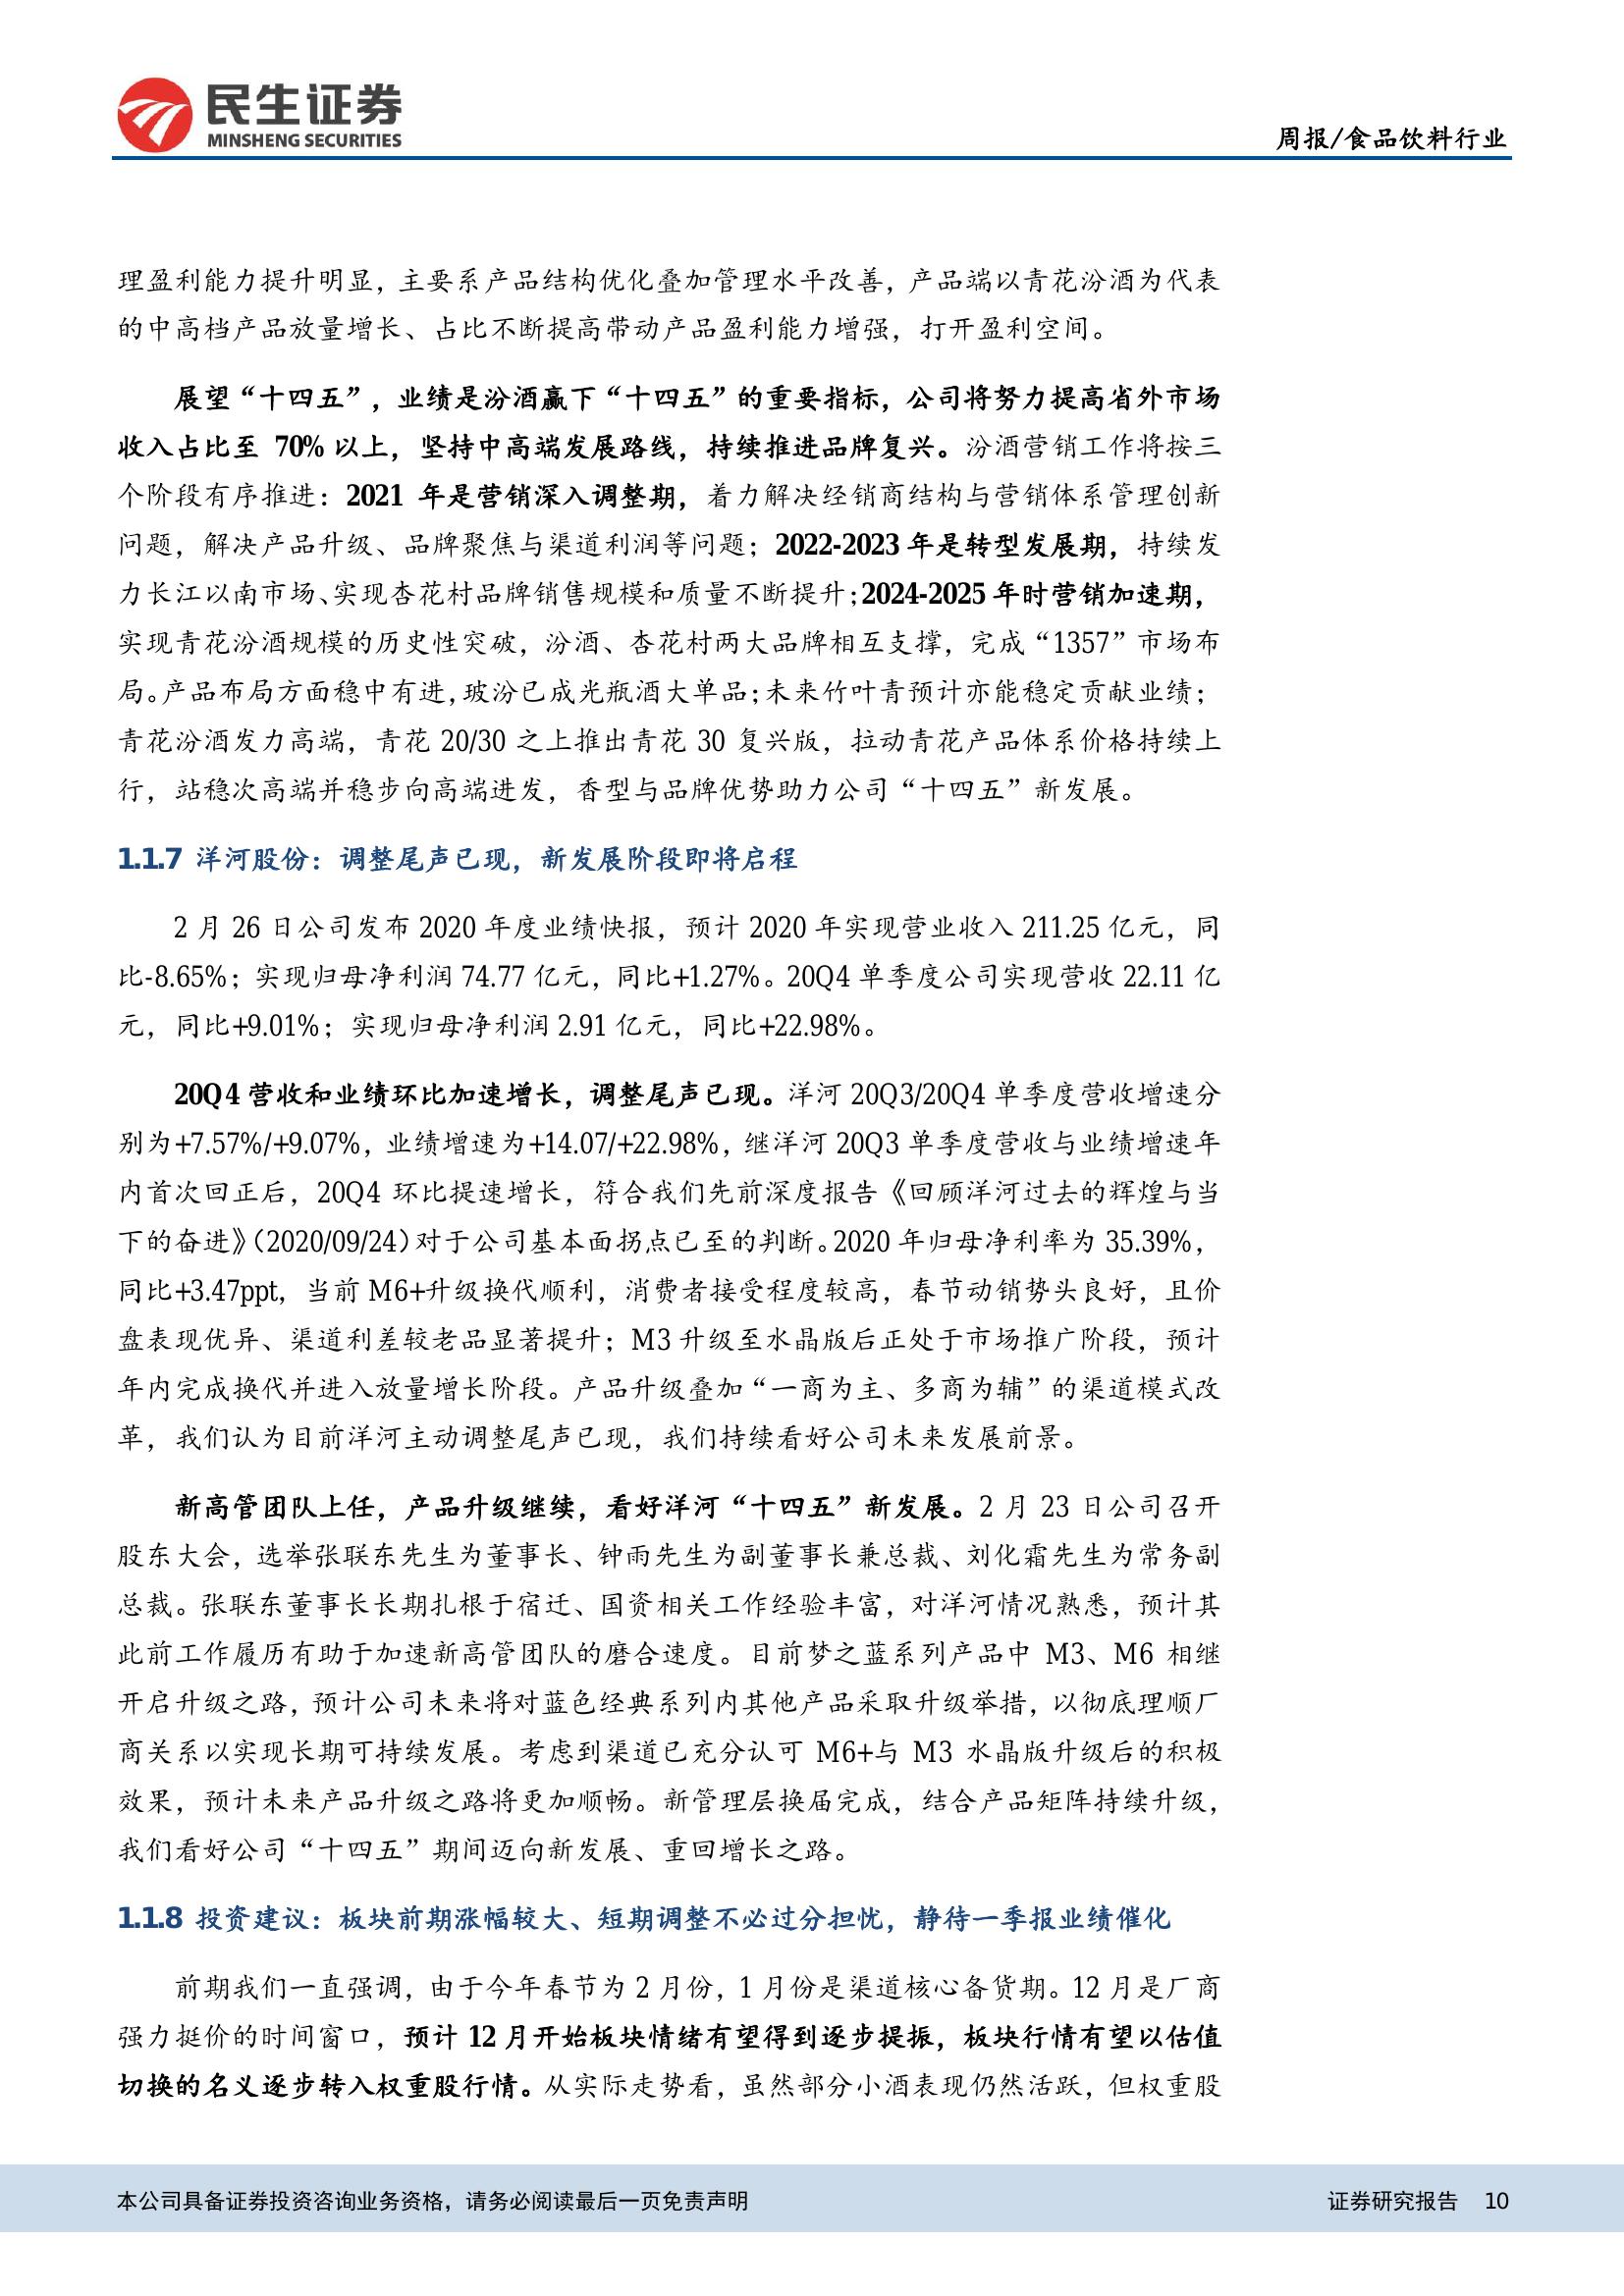 民生证券
MINSHENG SECURITIES
周报/食品饮料行业
理盈利能力提升明显，主要系产品结构优化叠加管理水平改善，产品端以青花汾酒为代表
的中高档产品放量增长、占比不断提高带动产品盈利能力增强，打开盈利空间。
展望“十四五”，业绩是汾酒赢下“十四五”的重要指标，公司将努力提高省外市场
收入占比至 70% 以上，坚持中高端发展路线，持续推进品牌复兴。汾酒营销工作将按三
个阶段有序推进：2021 年是营销深入调整期，着力解决经销商结构与营销体系管理创新
问题，解决产品升级、品牌聚焦与渠道利润等问题；2022-2023 年是转型发展期，持续发
力长江以南市场、实现杏花村品牌销售规模和质量不断提升；2024-2025 年时营销加速期，
实现青花汾酒规模的历史性突破，汾酒、杏花村两大品牌相互支撑，完成“1357”市场布
局。产品布局方面稳中有进，玻汾已成光瓶酒大单品；未来竹叶青预计亦能稳定贡献业绩；
青花汾酒发力高端，青花 20/30 之上推出青花 30 复兴版，拉动青花产品体系价格持续上
行，站稳次高端并稳步向高端进发，香型与品牌优势助力公司“十四五”新发展。
1.1.7 洋河股份：调整尾声已现，新发展阶段即将启程
2 月 26 日公司发布 2020 年度业绩快报，预计 2020 年实现营业收入 211.25 亿元，同
比-8.65%；实现归母净利润 74.77 亿元，同比+1.27%。20Q4 单季度公司实现营收 22.11 亿
元，同比+9.01%；实现归母净利润 2.91 亿元，同比+22.98%。
20Q4 营收和业绩环比加速增长，调整尾声已现。洋河 20Q3/20Q4 单季度营收增速分
别为+7.57%/+9.07%，业绩增速为+14.07/+22.98%，继洋河 20Q3 单季度营收与业绩增速年
内首次回正后，20Q4 环比提速增长，符合我们先前深度报告《回顾洋河过去的辉煌与当
下的奋进》（2020/09/24）对于公司基本面拐点已至的判断。2020 年归母净利率为 35.39%，
同比+3.47ppt，当前 M6+升级换代顺利，消费者接受程度较高，春节动销势头良好，且价
盘表现优异、渠道利差较老品显著提升；M3 升级至水晶版后正处于市场推广阶段，预计
年内完成换代并进入放量增长阶段。产品升级叠加“一商为主、多商为辅”的渠道模式改
革，我们认为目前洋河主动调整尾声已现，我们持续看好公司未来发展前景。
新高管团队上任，产品升级继续，看好洋河“十四五”新发展。2 月 23 日公司召开
股东大会，选举张联东先生为董事长、钟雨先生为副董事长兼总裁、刘化霜先生为常务副
总裁。张联东董事长长期扎根于宿迁、国资相关工作经验丰富，对洋河情况熟悉，预计其
此前工作履历有助于加速新高管团队的磨合速度。目前梦之蓝系列产品中 M3、M6 相继
开启升级之路，预计公司未来将对蓝色经典系列内其他产品采取升级举措，以彻底理顺厂
商关系以实现长期可持续发展。考虑到渠道已充分认可 M6+与 M3 水晶版升级后的积极
效果，预计未来产品升级之路将更加顺畅。新管理层换届完成，结合产品矩阵持续升级，
我们看好公司“十四五”期间迈向新发展、重回增长之路。
1.1.8 投资建议：板块前期涨幅较大、短期调整不必过分担忧，静待一季报业绩催化
前期我们一直强调，由于今年春节为 2 月份，1 月份是渠道核心备货期。12 月是厂商
强力挺价的时间窗口，预计 12 月开始板块情绪有望得到逐步提振，板块行情有望以估值
切换的名义逐步转入权重股行情。从实际走势看，虽然部分小酒表现仍然活跃，但权重股
本公司具备证券投资咨询业务资格，请务必阅读最后一页免责声明
证券研究报告 10